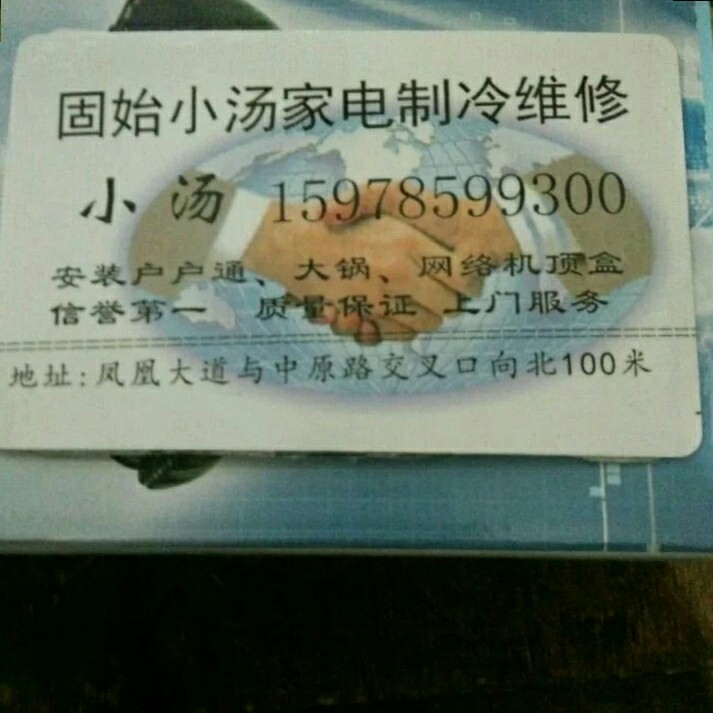 固始小汤家电制冷维修
小汤 15978599300
安装户户通、大锅、网络机顶盒
信誉第一 质量保证 上门服务
地址:凤凰大道与中原路交叉口向北100米